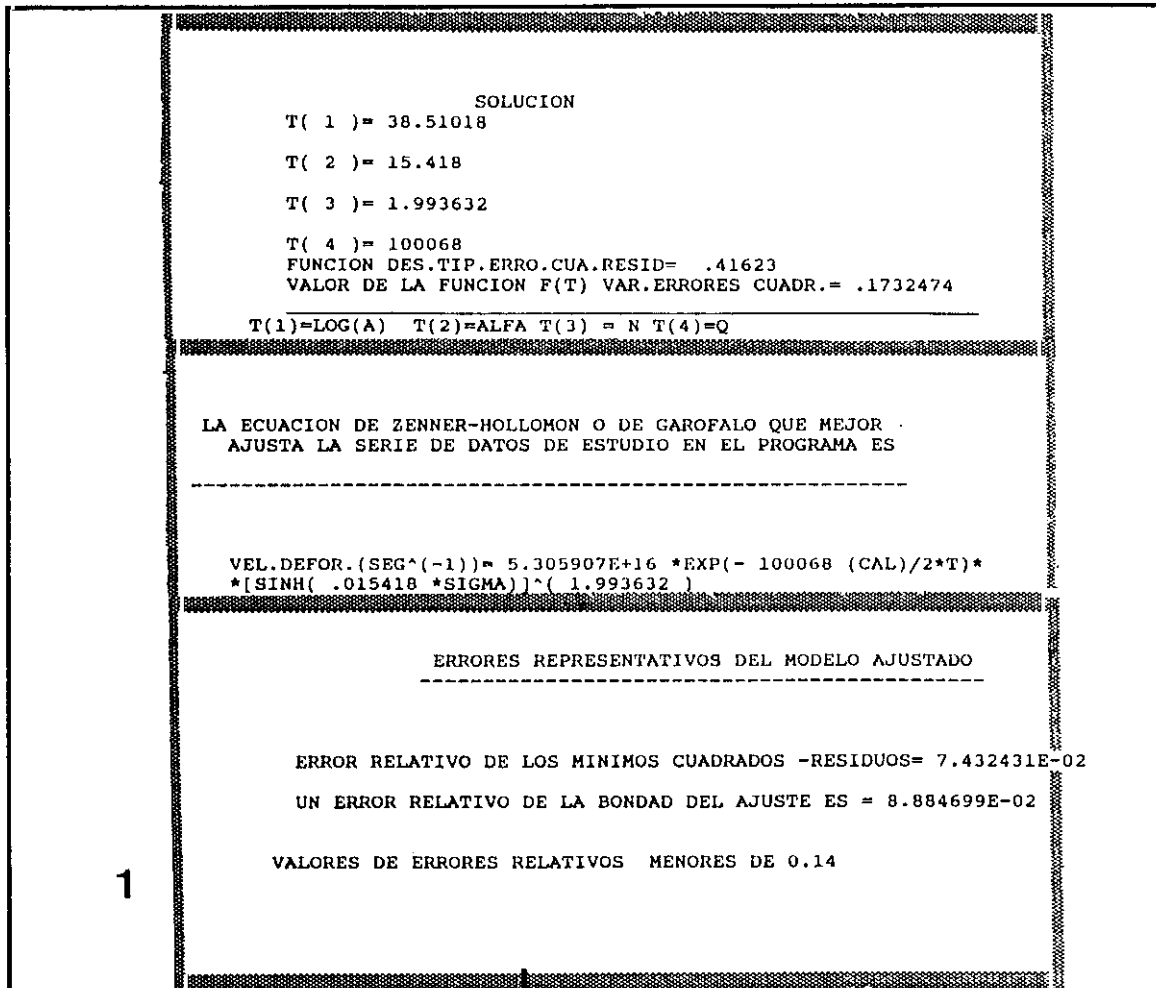 SOLUCION
T( 1 )= 38.51018
T( 2 )= 15.418
T( 3 )= 1.993632
T( 4 )= 100068
FUNCION DES.TIP.ERRO.CUA.RESID= .41623
VALOR DE LA FUNCION F(T) VAR.ERRORES CUADR.= .1732474
T(1)=LOG(A) T(2)=ALFA T(3) = N T(4)=Q
LA ECUACION DE ZENNER-HOLLOMON O DE GAROFALO QUE MEJOR
AJUSTA LA SERIE DE DATOS DE ESTUDIO EN EL PROGRAMA ES
VEL.DEFOR.(SEG^(-1))= 5.305907E+16 *EXP(- 100068 (CAL)/2*T)*
*[SINH( .015418 *SIGMA)]^( 1.993632 )
ERRORES REPRESENTATIVOS DEL MODELO AJUSTADO
ERROR RELATIVO DE LOS MINIMOS CUADRADOS -RESIDUOS= 7.432431E-02
UN ERROR RELATIVO DE LA BONDAD DEL AJUSTE ES = 8.884699E-02
VALORES DE ERRORES RELATIVOS MENORES DE 0.14
1